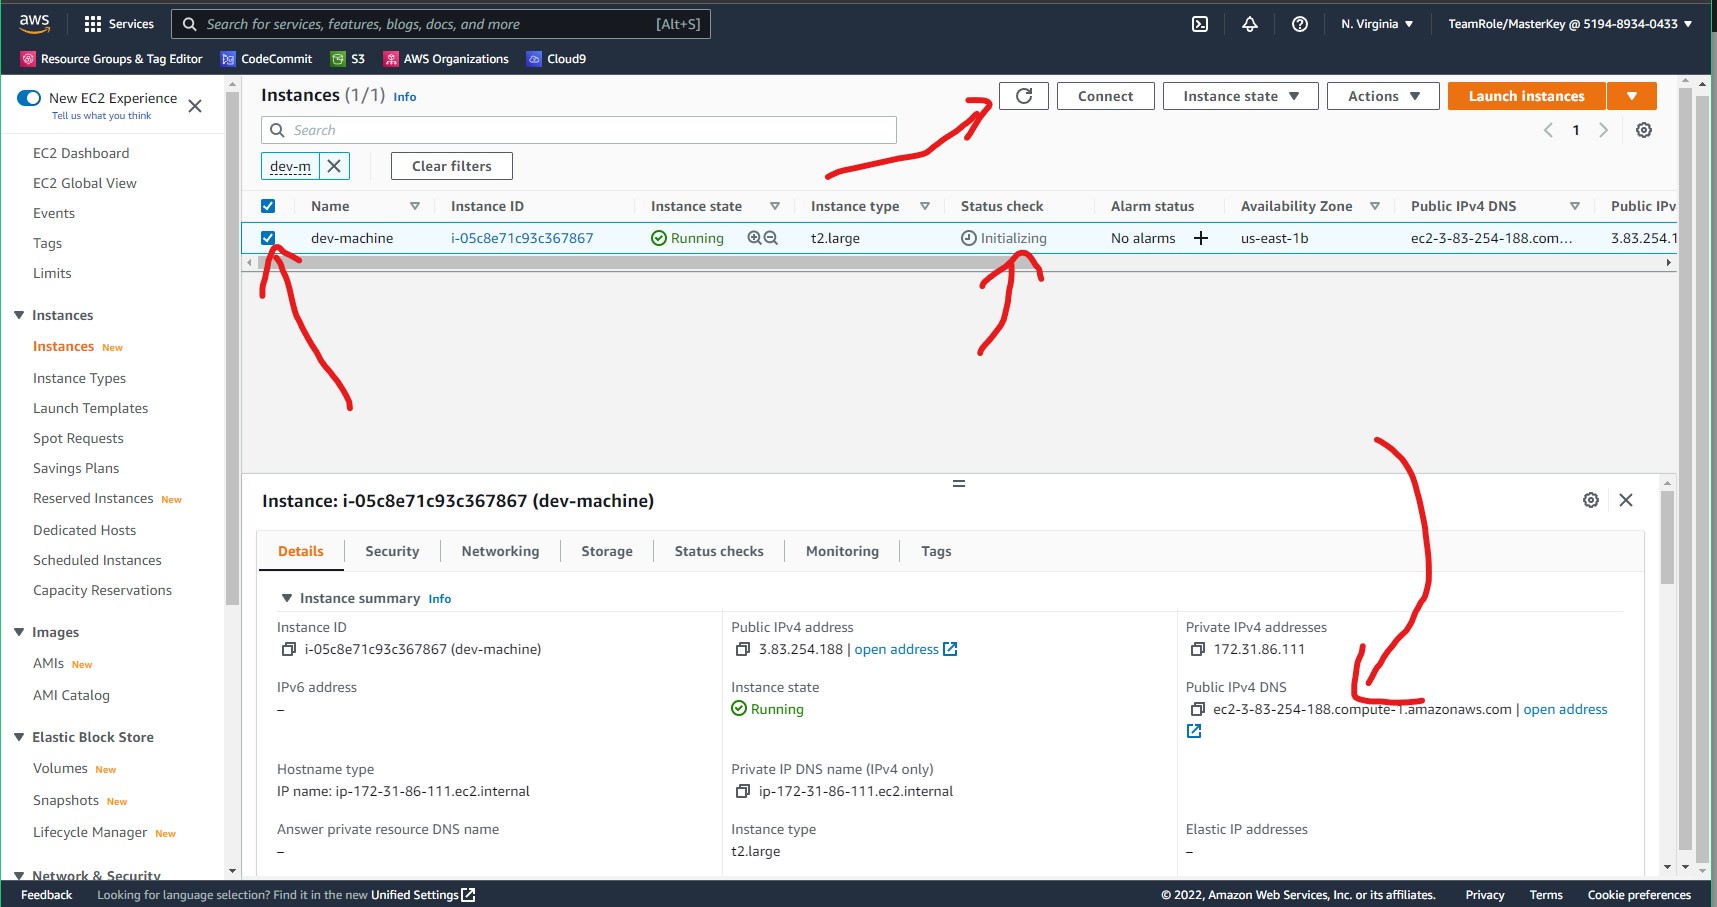 aws Services Search for services, features, blogs, docs, and more [Alt+S] N. Virginia TeamRole/MasterKey @ 5194-8934-0433
Resource Groups & Tag Editor CodeCommit S3 AWS Organizations Cloud9
New EC2 Experience
Tell us what you think
EC2 Dashboard
EC2 Global View
Events
Tags
Limits
Instances
Instances New
Instance Types
Launch Templates
Spot Requests
Savings Plans
Reserved Instances New
Dedicated Hosts
Scheduled Instances
Capacity Reservations
Images
AMIs New
AMI Catalog
Elastic Block Store
Volumes New
Snapshots New
Lifecycle Manager New
Network & Security
Instances (1/1) Info Connect Instance state Actions Launch instances
Search 1
dev-m Clear filters
Name Instance ID Instance state Instance type Status check Alarm status Availability Zone Public IPv4 DNS Public IPv
dev-machine i-05c8e71c93c367867 Running t2.large Initializing No alarms us-east-1b ec2-3-83-254-188.com... 3.83.254.1
Instance: i-05c8e71c93c367867 (dev-machine)
Details Security Networking Storage Status checks Monitoring Tags
Instance summary Info
Instance ID Public IPv4 address Private IPv4 addresses
i-05c8e71c93c367867 (dev-machine) 3.83.254.188 | open address 172.31.86.111
IPv6 address Instance state Public IPv4 DNS
– Running ec2-3-83-254-188.compute-1.amazonaws.com | open address
Hostname type Private IP DNS name (IPv4 only)
IP name: ip-172-31-86-111.ec2.internal ip-172-31-86-111.ec2.internal
Answer private resource DNS name Instance type Elastic IP addresses
– t2.large –
Feedback Looking for language selection? Find it in the new Unified Settings © 2022, Amazon Web Services, Inc. or its affiliates. Privacy Terms Cookie preferences